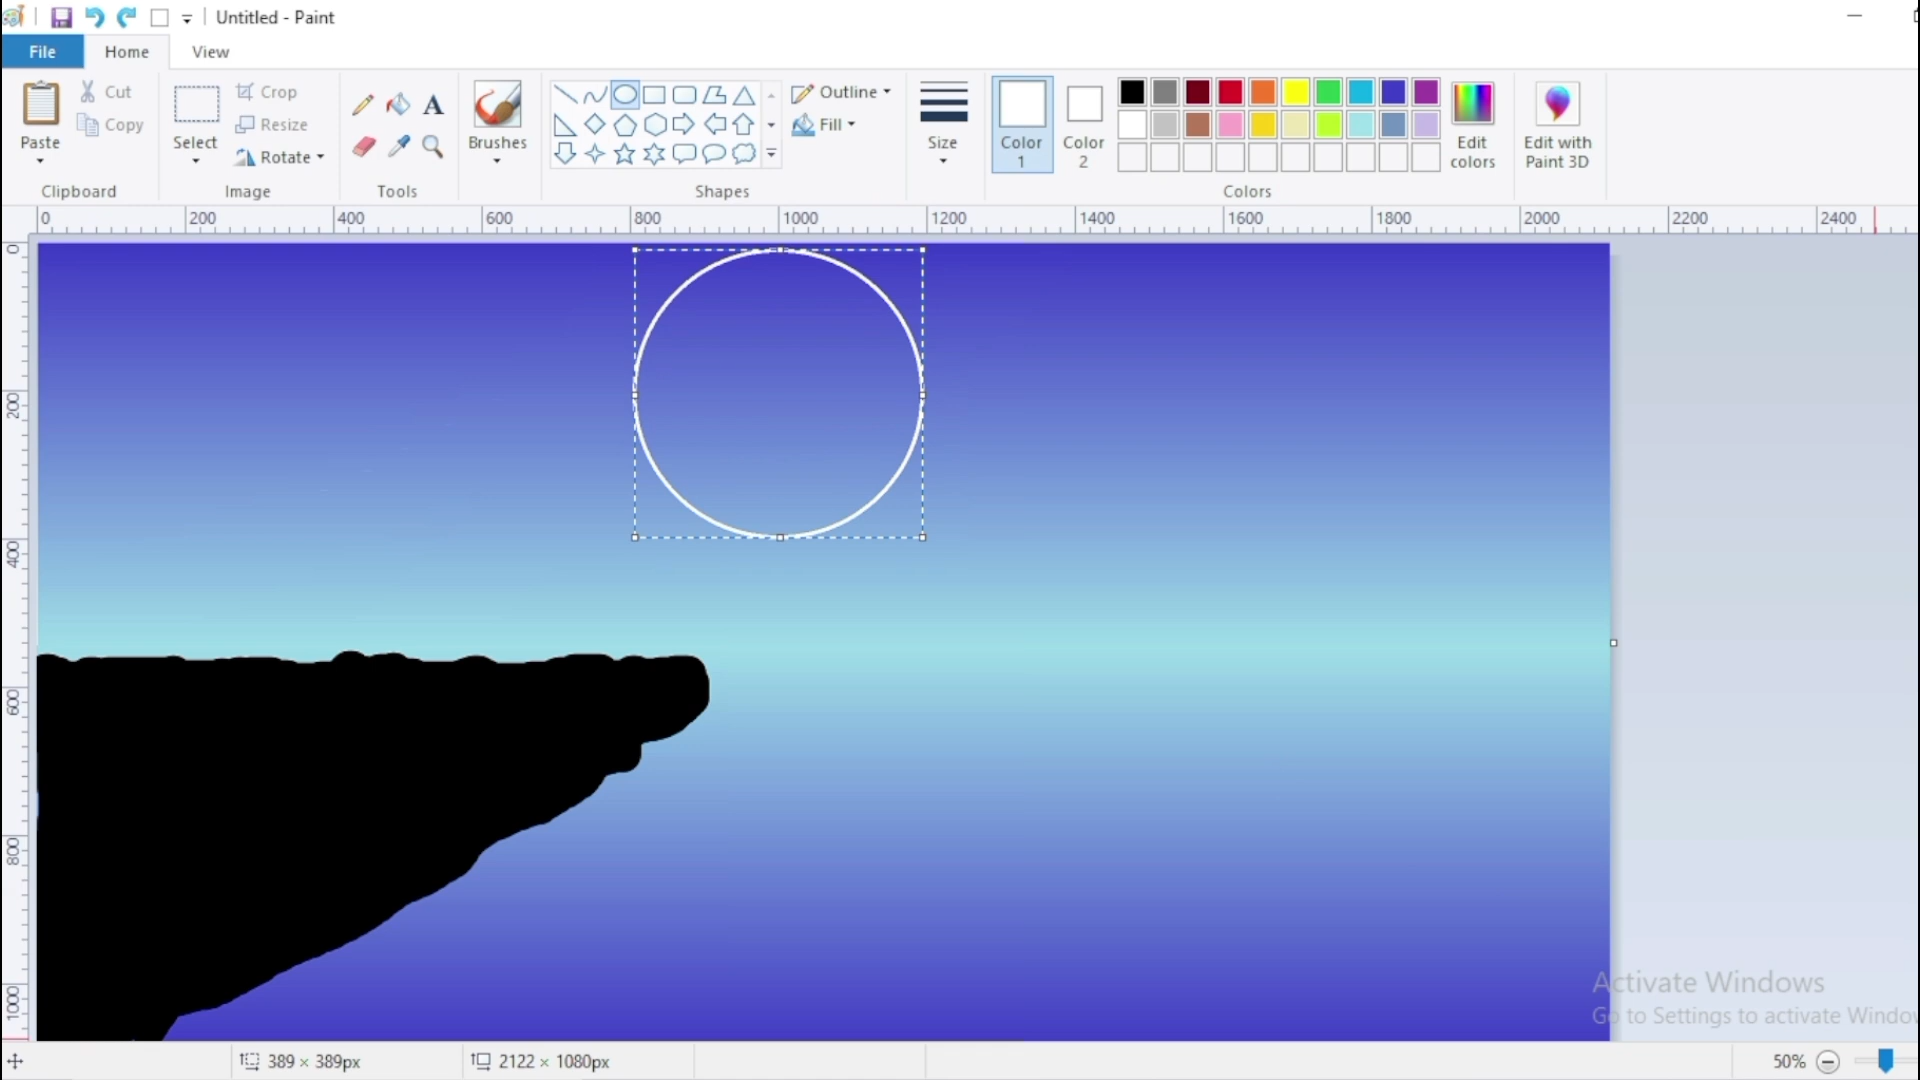 Untitled - Paint
File Home View
Paste
Cut
Copy
Clipboard
Select
Crop
Resize
Rotate
Image
A
Tools
Brushes
Shapes
Outline
Fill
Size
Color
1
Color
2
Colors
Edit
colors
Edit with
Paint 3D
0 200 400 600 800 1000 1200 1400 1600 1800 2000 2200 2400
0
200
400
600
800
1000
Activate Windows
Go to Settings to activate Window
389 × 389px
2122 × 1080px
50%